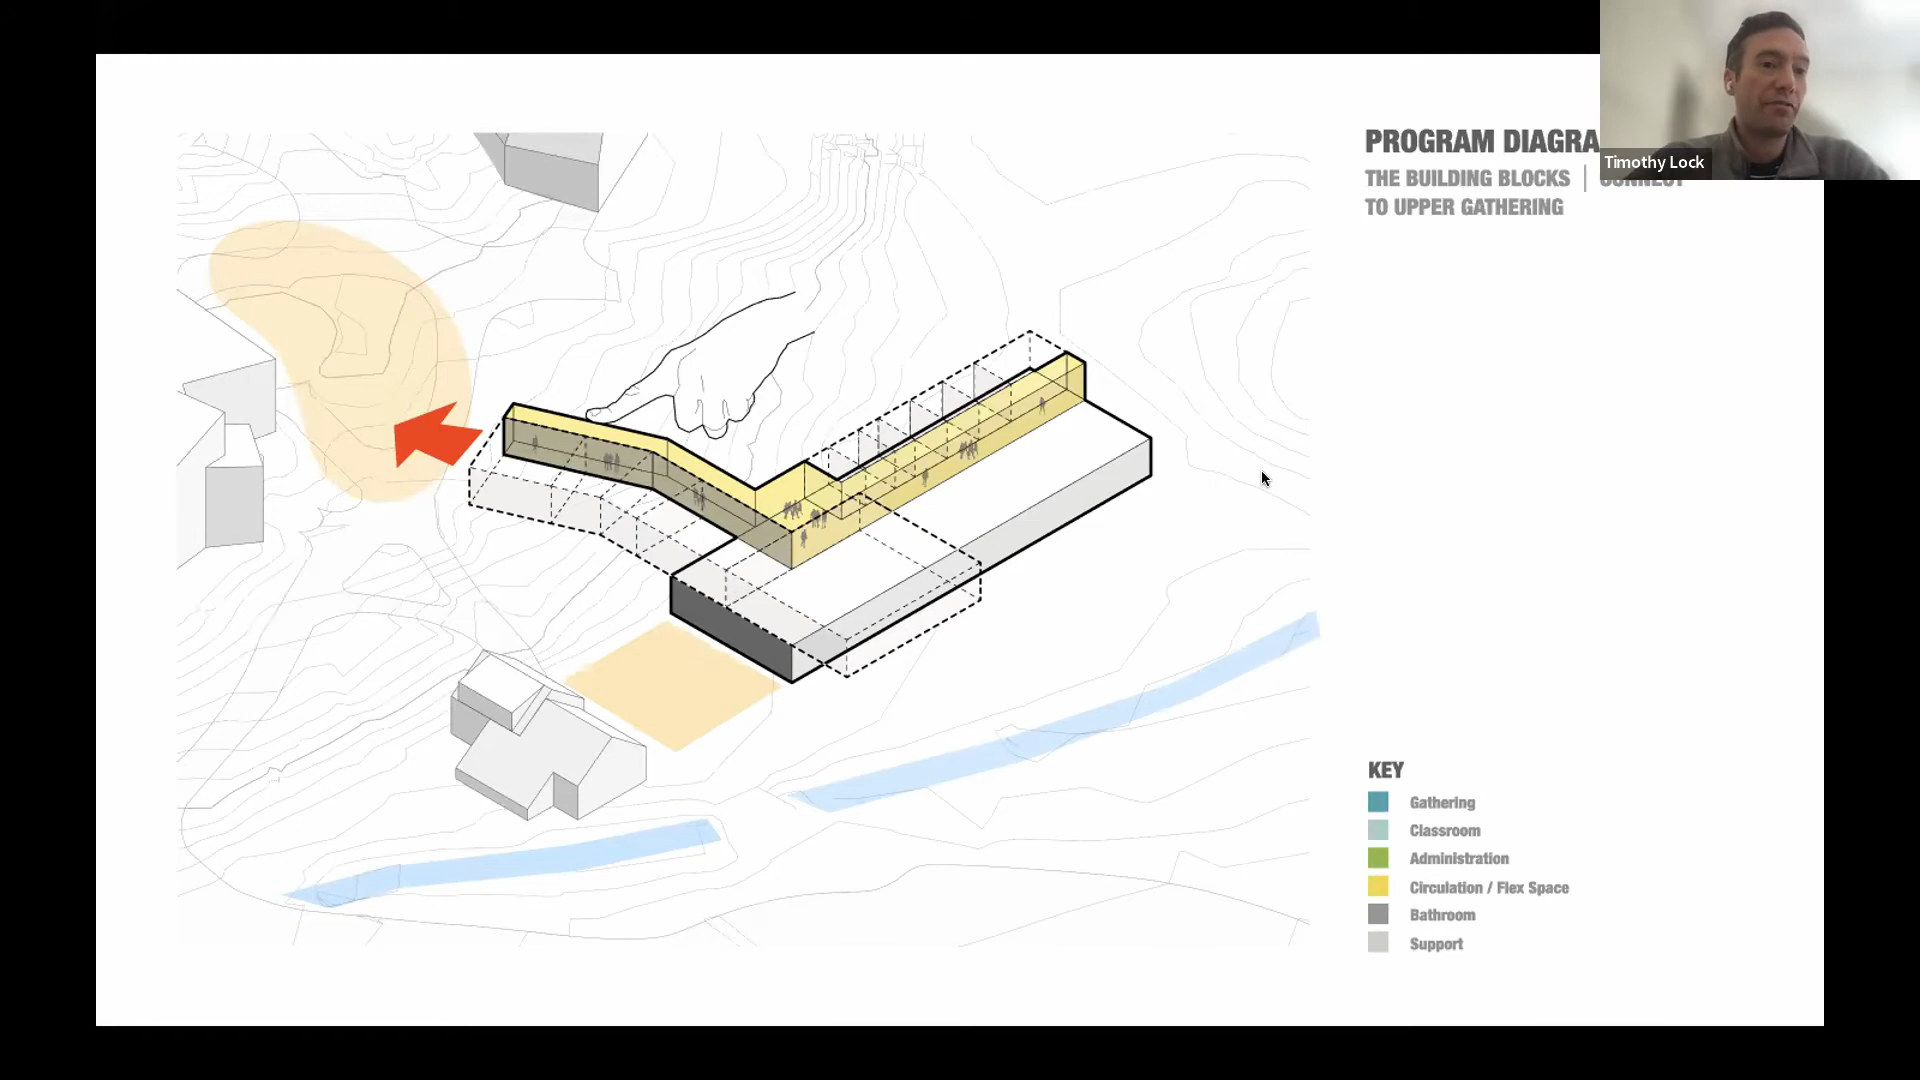 PROGRAM DIAGRA
THE BUILDING BLOCKS | CONNECT
TO UPPER GATHERING
Timothy Lock
KEY
Gathering
Classroom
Administration
Circulation / Flex Space
Bathroom
Support